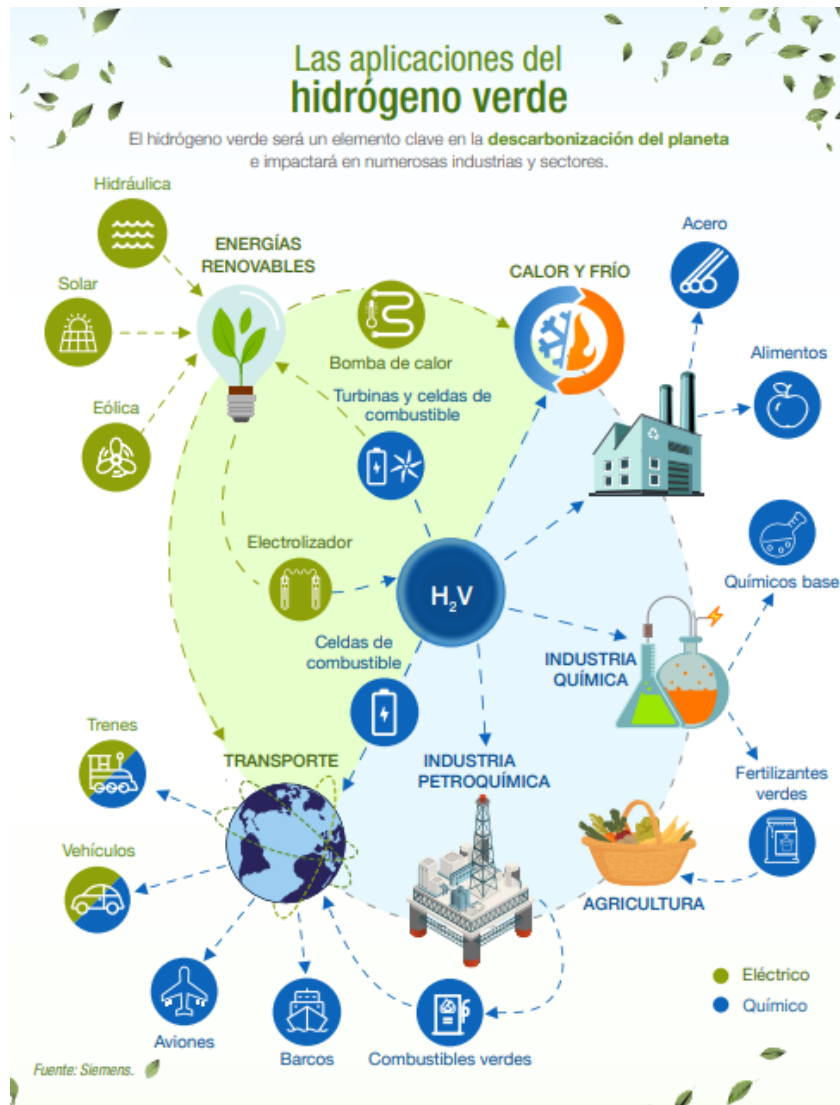 Las aplicaciones del
hidrógeno verde
El hidrógeno verde será un elemento clave en la descarbonización del planeta
e impactará en numerosas industrias y sectores.
Hidráulica
Solar
Eólica
ENERGÍAS
RENOVABLES
Bomba de calor
CALOR Y FRÍO
Acero
Alimentos
Turbinas y celdas de
combustible
Electrolizador
H₂V
Químicos base
INDUSTRIA
QUÍMICA
Celdas de
combustible
Fertilizantes
verdes
AGRICULTURA
INDUSTRIA
PETROQUÍMICA
TRANSPORTE
Trenes
Vehículos
Aviones
Barcos
Combustibles verdes
Eléctrico
Químico
Fuente: Siemens.